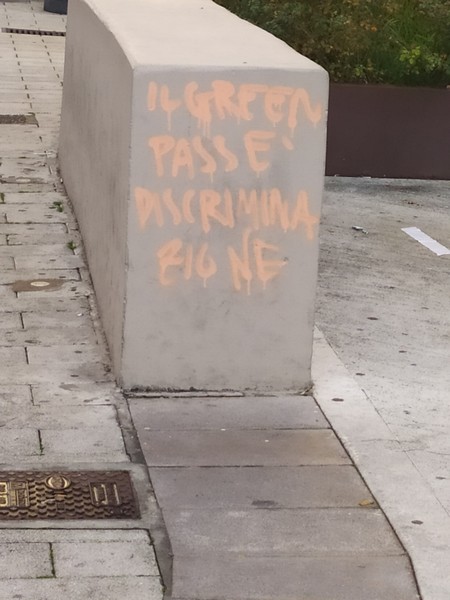 IL GREEN
PASS E'
DISCRIMINA
ZIONE